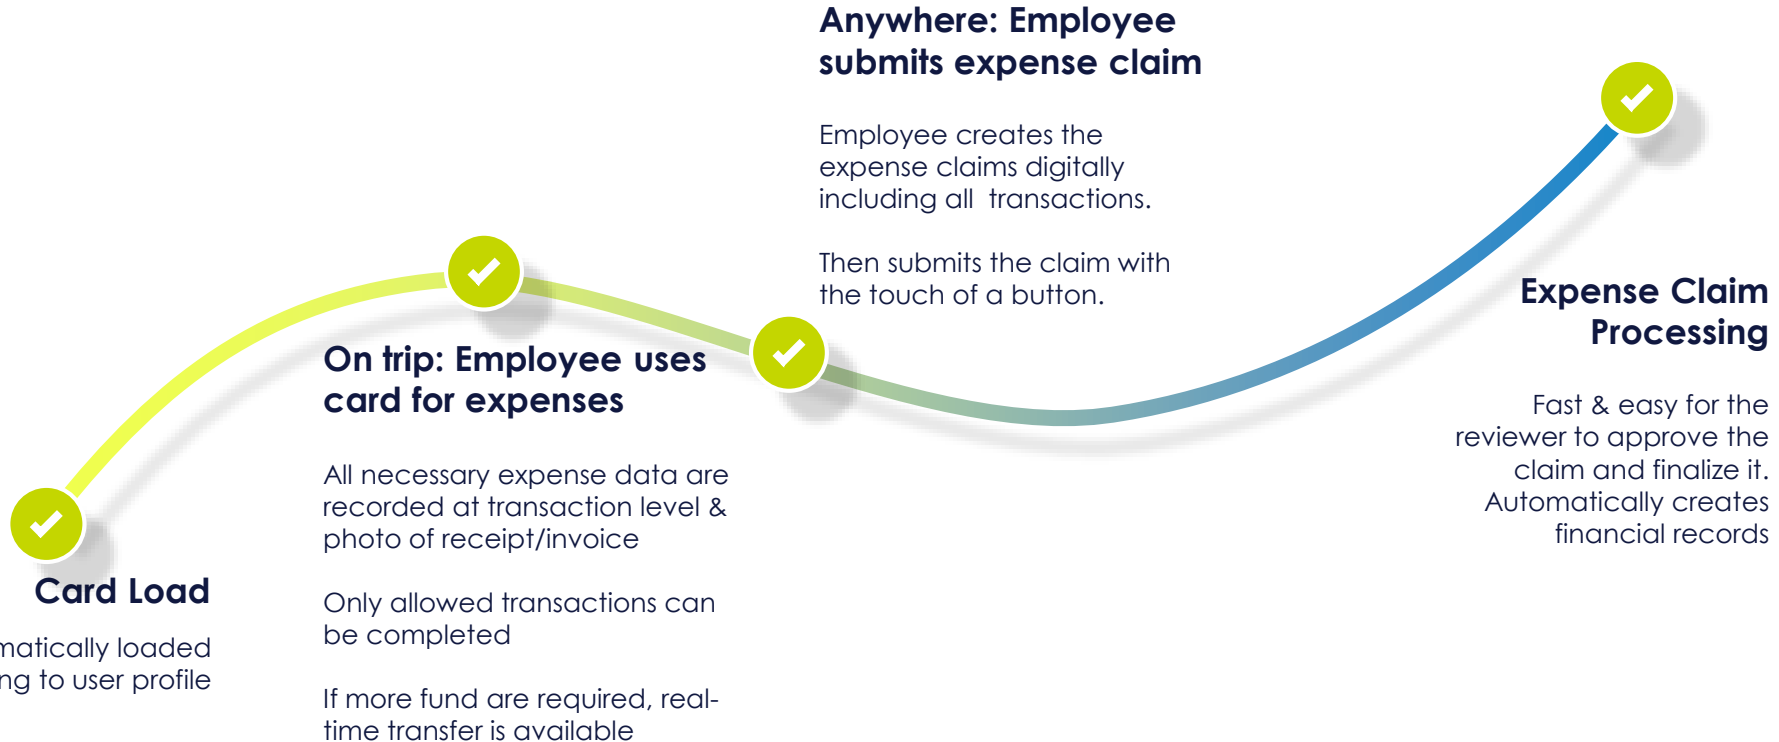 Card Load
loaded
to user profile
On trip: Employee uses
card for expenses
All necessary expense data are
recorded at transaction level &
photo of receipt/invoice
Only allowed transactions can
be completed
If more fund are required, real-
time transfer is available
Anywhere: Employee
submits expense claim
Employee creates the
expense claims digitally
including all  transactions.
Then submits the claim with
the touch of a button.
Expense Claim
Processing
Fast & easy for the
reviewer to approve the
claim and finalize it.
Automatically creates
financial records